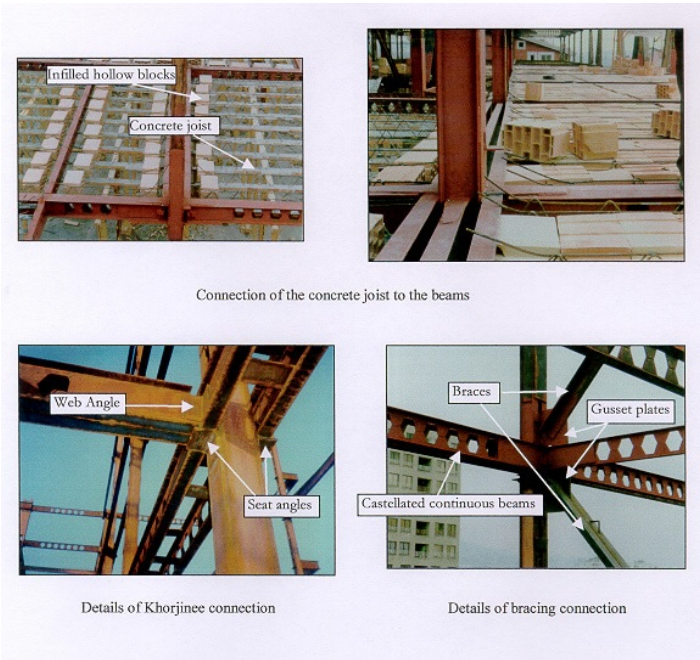 Infilled hollow blocks
Concrete joist
Connection of the concrete joist to the beams
Web Angle
Seat angles
Braces
Gusset plates
Castellated continuous beams
Details of Khorjinee connection
Details of bracing connection